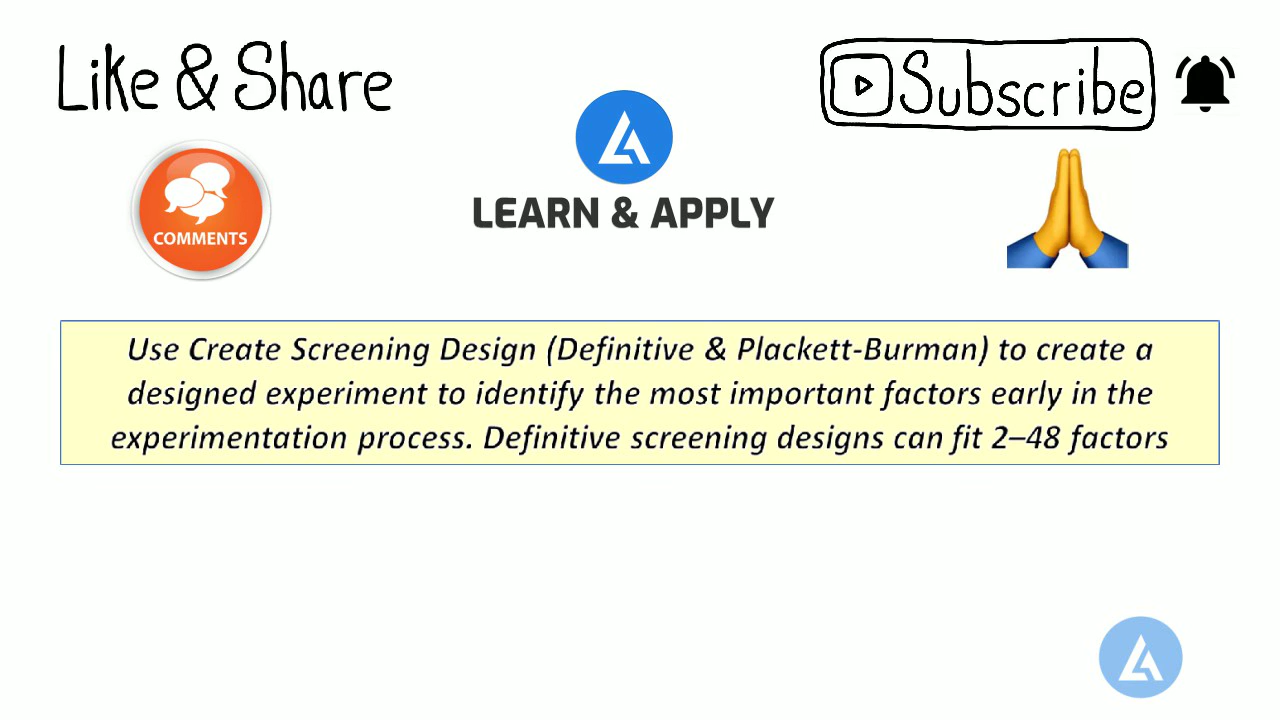 Like & Share
Subscribe
COMMENTS
LEARN & APPLY
Use Create Screening Design (Definitive & Plackett-Burman) to create a
designed experiment to identify the most important factors early in the
experimentation process. Definitive screening designs can fit 2–48 factors